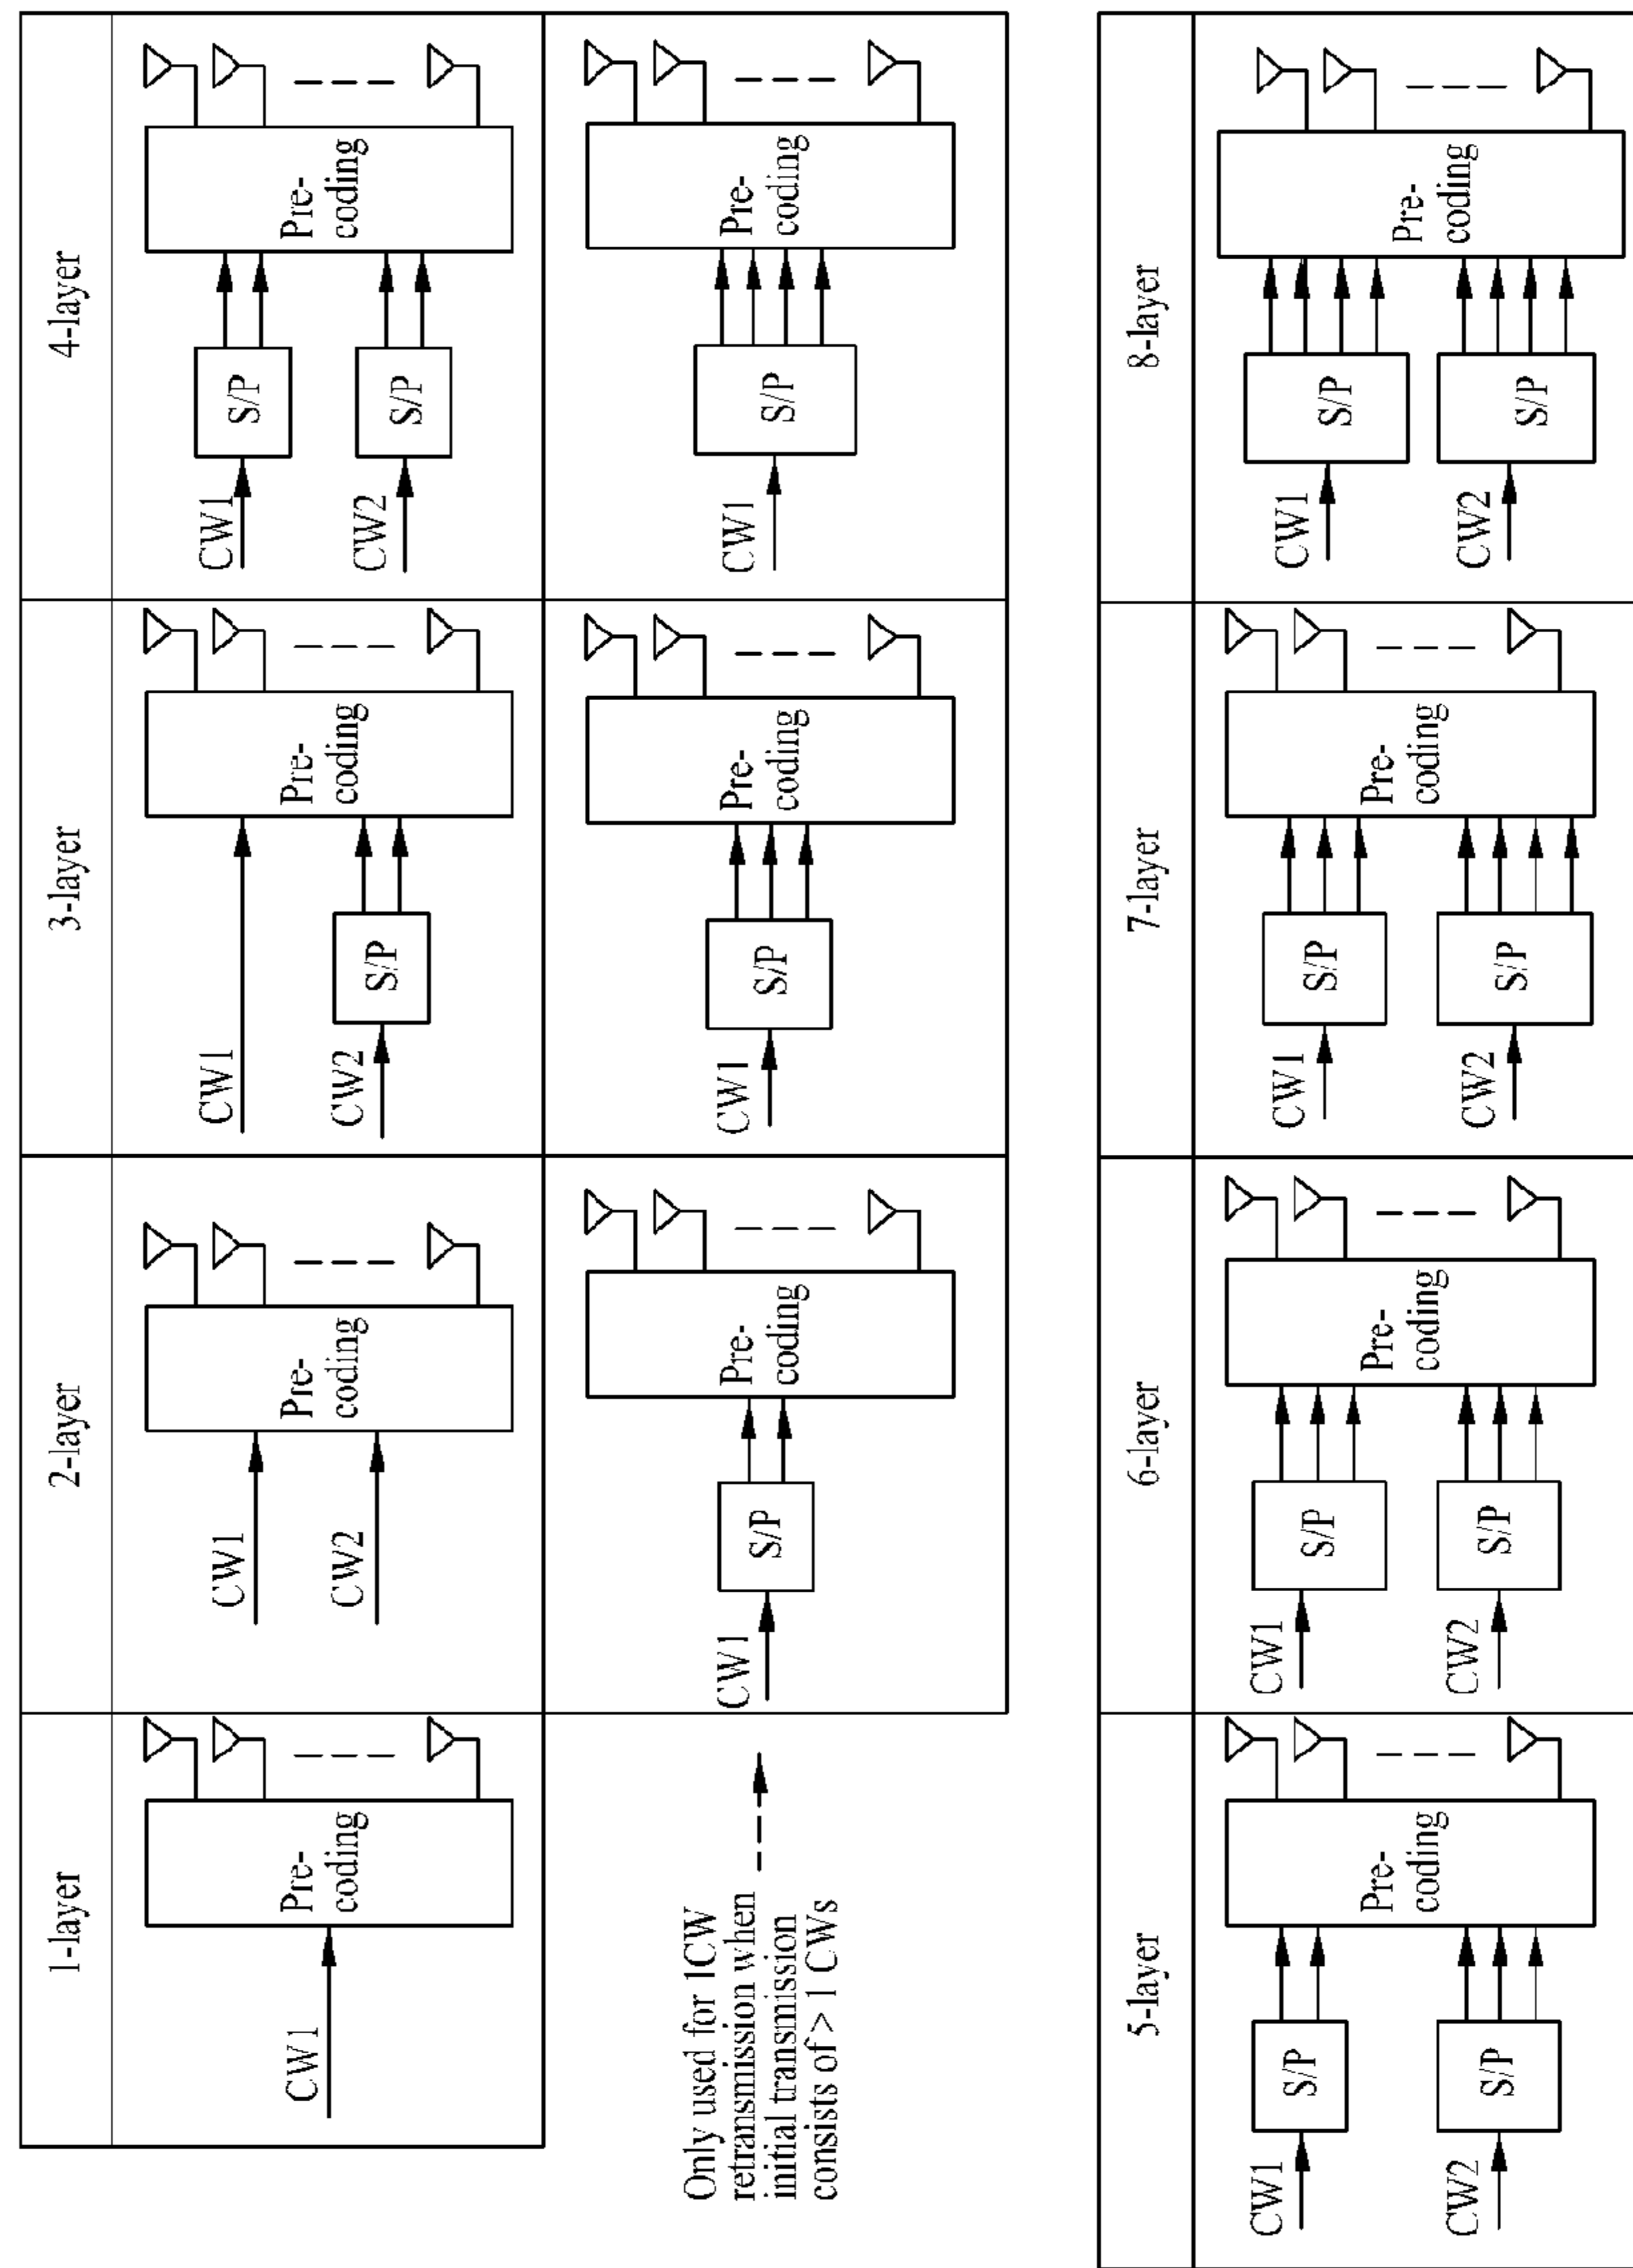 1-layer
2-layer
3-layer
4-layer
CW1
Pre-
coding
CW1
CW2
Pre-
coding
CW1
CW2
S/P
Pre-
coding
CW1
CW2
S/P
S/P
Pre-
coding
Only used for 1CW
retransmission when
initial transmission
consists of > 1 CWs
CW1
S/P
Pre-
coding
CW1
S/P
Pre-
coding
CW1
S/P
Pre-
coding
5-layer
6-layer
7-layer
8-layer
CW1
CW2
S/P
S/P
Pre-
coding
CW1
CW2
S/P
S/P
Pre-
coding
CW1
CW2
S/P
S/P
Pre-
coding
CW1
CW2
S/P
S/P
Pre-
coding